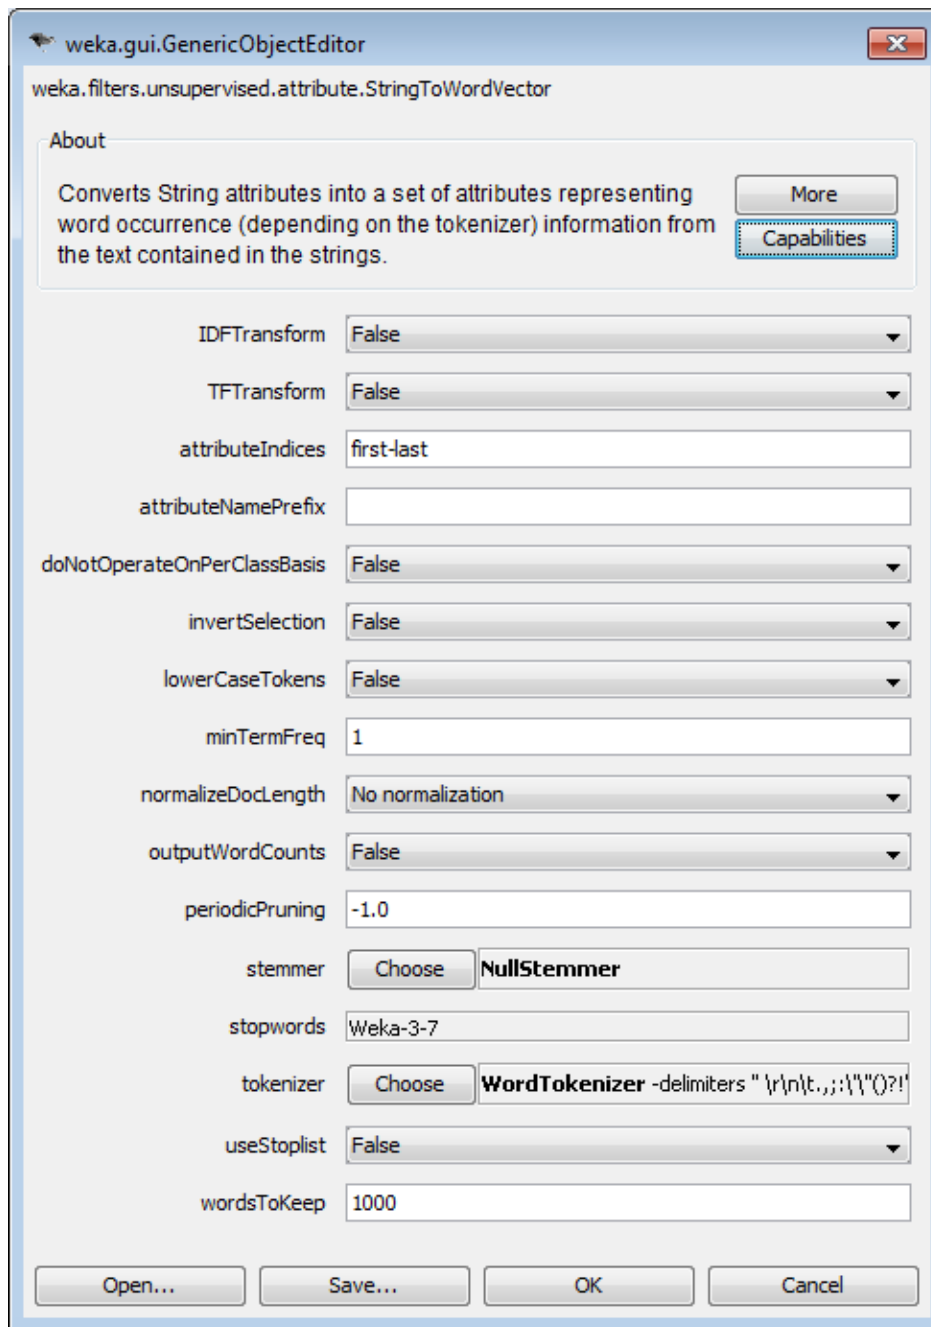 weka.gui.GenericObjectEditor
weka.filters.unsupervised.attribute.StringToWordVector
About
Converts String attributes into a set of attributes representing
word occurrence (depending on the tokenizer) information from
the text contained in the strings.
More
Capabilities
IDFTransform False
TFTransform False
attributeIndices first-last
attributeNamePrefix
doNotOperateOnPerClassBasis False
invertSelection False
lowerCaseTokens False
minTermFreq 1
normalizeDocLength No normalization
outputWordCounts False
periodicPruning -1.0
stemmer Choose NullStemmer
stopwords Weka-3-7
tokenizer Choose WordTokenizer -delimiters " \r\n\t.,;:\'\"()?!"
useStoplist False
wordsToKeep 1000
Open... Save... OK Cancel